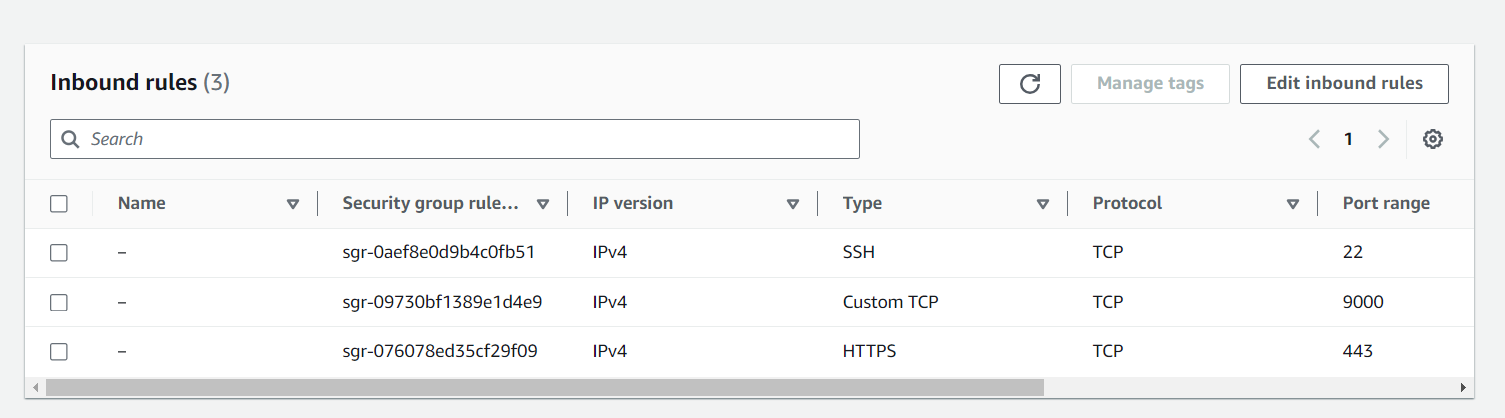 Inbound rules (3)
Manage tags
Edit inbound rules
Search
1
Name Security group rule... IP version Type Protocol Port range
– sgr-0aef8e0d9b4c0fb51 IPv4 SSH TCP 22
– sgr-09730bf1389e1d4e9 IPv4 Custom TCP TCP 9000
– sgr-076078ed35cf29f09 IPv4 HTTPS TCP 443